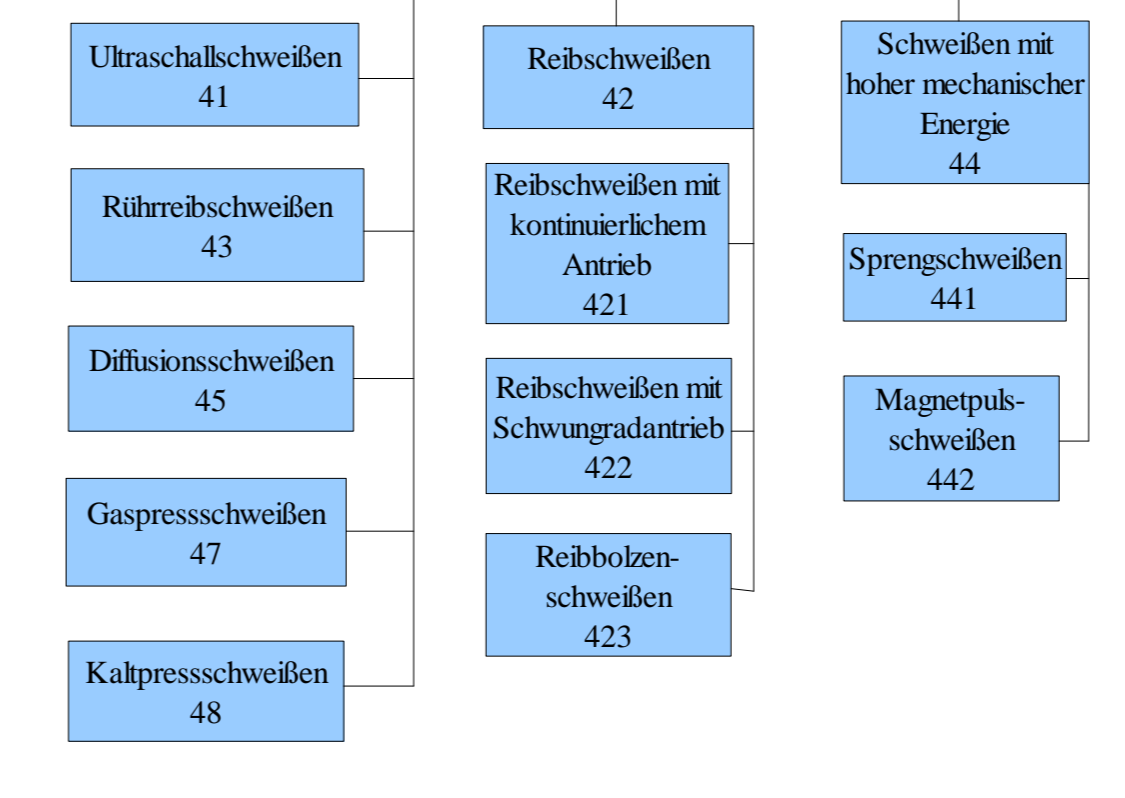 Ultraschallschweißen
41
Rührreibschweißen
43
Diffusionsschweißen
45
Gaspressschweißen
47
Kaltpressschweißen
48
Reibschweißen
42
Reibschweißen mit
kontinuierlichem
Antrieb
421
Reibschweißen mit
Schwungradantrieb
422
Reibbolzen-
schweißen
423
Schweißen mit
hoher mechanischer
Energie
44
Sprengschweißen
441
Magnetpuls-
schweißen
442